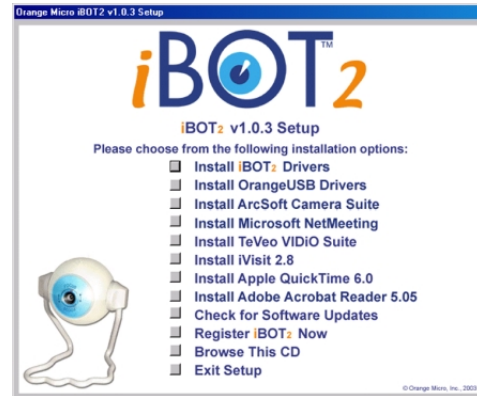 Orange Micro iBOT2 v1.0.3 Setup
iBOT2™
iBOT2 v1.0.3 Setup
Please choose from the following installation options:
Install iBOT2 Drivers
Install OrangeUSB Drivers
Install ArcSoft Camera Suite
Install Microsoft NetMeeting
Install TeVeo VIDiO Suite
Install iVisit 2.8
Install Apple QuickTime 6.0
Install Adobe Acrobat Reader 5.05
Check for Software Updates
Register iBOT2 Now
Browse This CD
Exit Setup
© Orange Micro, Inc., 2003